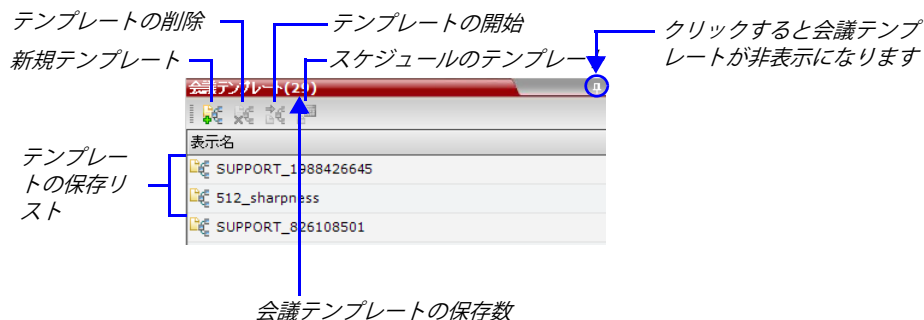 テンプレートの削除
テンプレートの開始
クリックすると会議テンプ
レートが非表示になります
新規テンプレート
スケジュールのテンプレー
会議テンプレート(29)
表示名
テンプレー
トの保存リ
スト
SUPPORT_1988426645
512_sharpness
SUPPORT_826108501
会議テンプレートの保存数